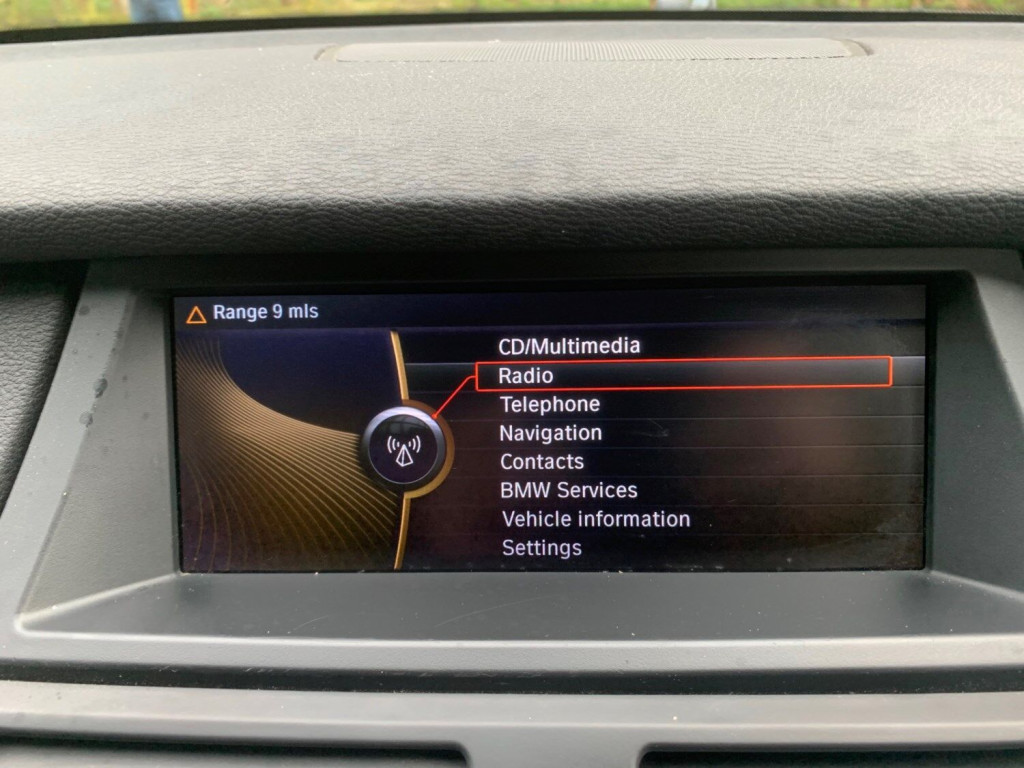 Range 9 mls
CD/Multimedia
Radio
Telephone
Navigation
Contacts
BMW Services
Vehicle information
Settings